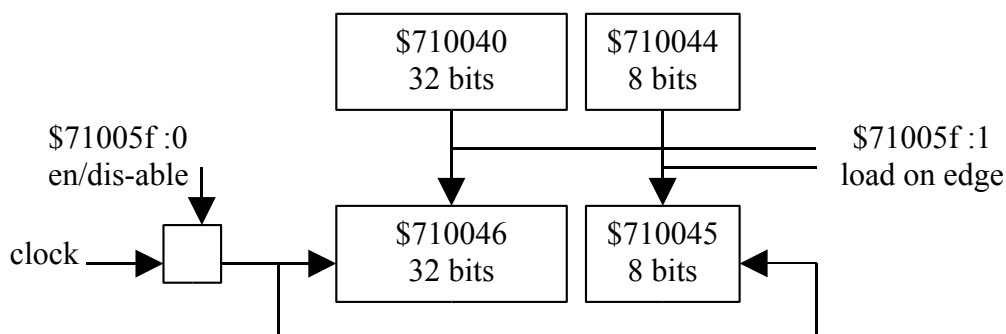 $710040
32 bits
$710044
8 bits
$71005f :0
en/dis-able
$71005f :1
load on edge
clock
$710046
32 bits
$710045
8 bits